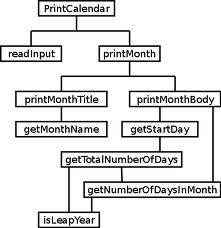 PrintCalendar
readInput
printMonth
printMonthTitle
printMonthBody
getMonthName
getStartDay
getTotalNumberOfDays
getNumberOfDaysInMonth
isLeapYear